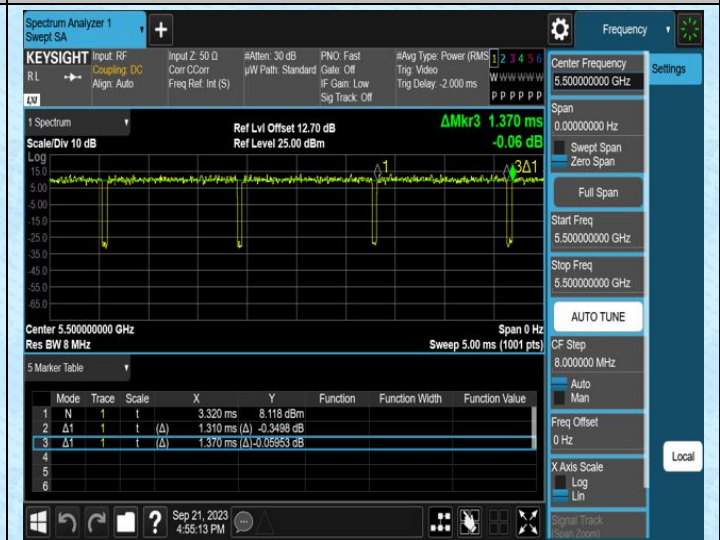 Spectrum Analyzer 1
Swept SA
+
Frequency
KEYSIGHT
RL
LXI
Input: RF
Coupling: DC
Align: Auto
Input Z: 50 Ω
Corr CCorr
Freq Ref: Int (S)
#Atten: 30 dB
µW Path: Standard
PNO: Fast
Gate: Off
IF Gain: Low
Sig Track: Off
#Avg Type: Power (RMS
Trig: Video
Trig Delay: -2.000 ms
1 2 3 4 5 6
W W W W W W
P P P P P P
Center Frequency
5.500000000 GHz
Settings
Span
0.00000000 Hz
Swept Span
Zero Span
Full Span
Start Freq
5.500000000 GHz
Stop Freq
5.500000000 GHz
AUTO TUNE
CF Step
8.000000 MHz
Auto
Man
Freq Offset
0 Hz
X Axis Scale
Log
Lin
Signal Track
(Span Zoom)
Local
1 Spectrum
Scale/Div 10 dB
Ref Lvl Offset 12.70 dB
Ref Level 25.00 dBm
ΔMkr3 1.370 ms
-0.06 dB
Log
15.0
5.00
-5.00
-15.0
-25.0
-35.0
-45.0
-55.0
-65.0
1
3Δ1
Center 5.500000000 GHz
Res BW 8 MHz
Span 0 Hz
Sweep 5.00 ms (1001 pts)
5 Marker Table
Mode Trace Scale X Y Function Function Width Function Value
1 N 1 t 3.320 ms 8.118 dBm
2 Δ1 1 t (Δ) 1.310 ms (Δ) -0.3498 dB
3 Δ1 1 t (Δ) 1.370 ms (Δ) -0.05953 dB
4
5
6
?
Sep 21, 2023
4:55:13 PM